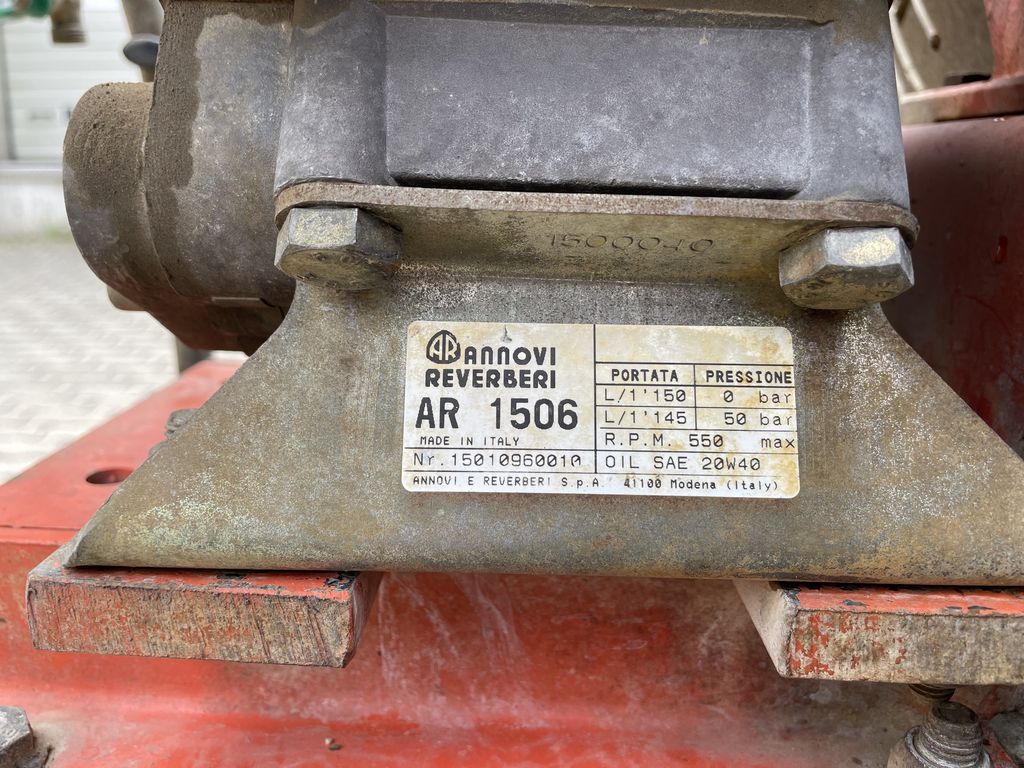 1500040
AR ANNOVI
REVERBERI
AR 1506
MADE IN ITALY
Nr. 15010960010
PORTATA PRESSIONE
L/1'150 0 bar
L/1'145 50 bar
R.P.M. 550 max
OIL SAE 20W40
ANNOVI E REVERBERI S.p.A. 41100 Modena (Italy)